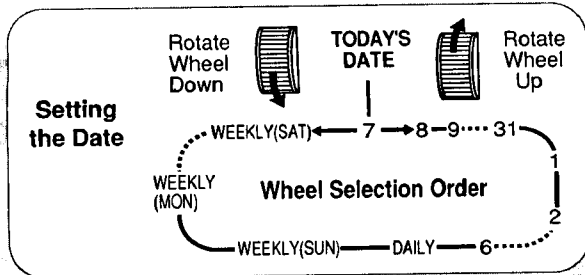 Setting
the Date
Rotate
Wheel
Down
TODAY'S
DATE
Rotate
Wheel
Up
WEEKLY(SAT) 7 8 9 31
1
2
WEEKLY
(MON)
Wheel Selection Order
WEEKLY(SUN) DAILY 6